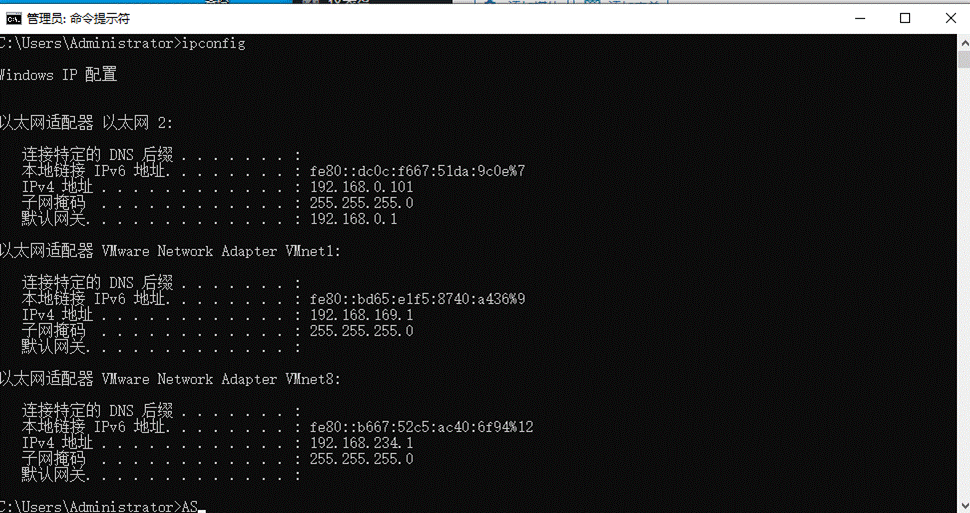 管理员: 命令提示符
C:\Users\Administrator>ipconfig
Windows IP 配置
以太网适配器 以太网 2:
连接特定的 DNS 后缀 . . . . . . . :
本地链接 IPv6 地址. . . . . . . . : fe80::dc0c:f667:51da:9c0e%7
IPv4 地址 . . . . . . . . . . . . : 192.168.0.101
子网掩码 . . . . . . . . . . . . : 255.255.255.0
默认网关. . . . . . . . . . . . . : 192.168.0.1
以太网适配器 VMware Network Adapter VMnet1:
连接特定的 DNS 后缀 . . . . . . . :
本地链接 IPv6 地址. . . . . . . . : fe80::bd65:e1f5:8740:a436%9
IPv4 地址 . . . . . . . . . . . . : 192.168.169.1
子网掩码 . . . . . . . . . . . . : 255.255.255.0
默认网关. . . . . . . . . . . . . :
以太网适配器 VMware Network Adapter VMnet8:
连接特定的 DNS 后缀 . . . . . . . :
本地链接 IPv6 地址. . . . . . . . : fe80::b667:52c5:ac40:6f94%12
IPv4 地址 . . . . . . . . . . . . : 192.168.234.1
子网掩码 . . . . . . . . . . . . : 255.255.255.0
默认网关. . . . . . . . . . . . . :
C:\Users\Administrator>AS_